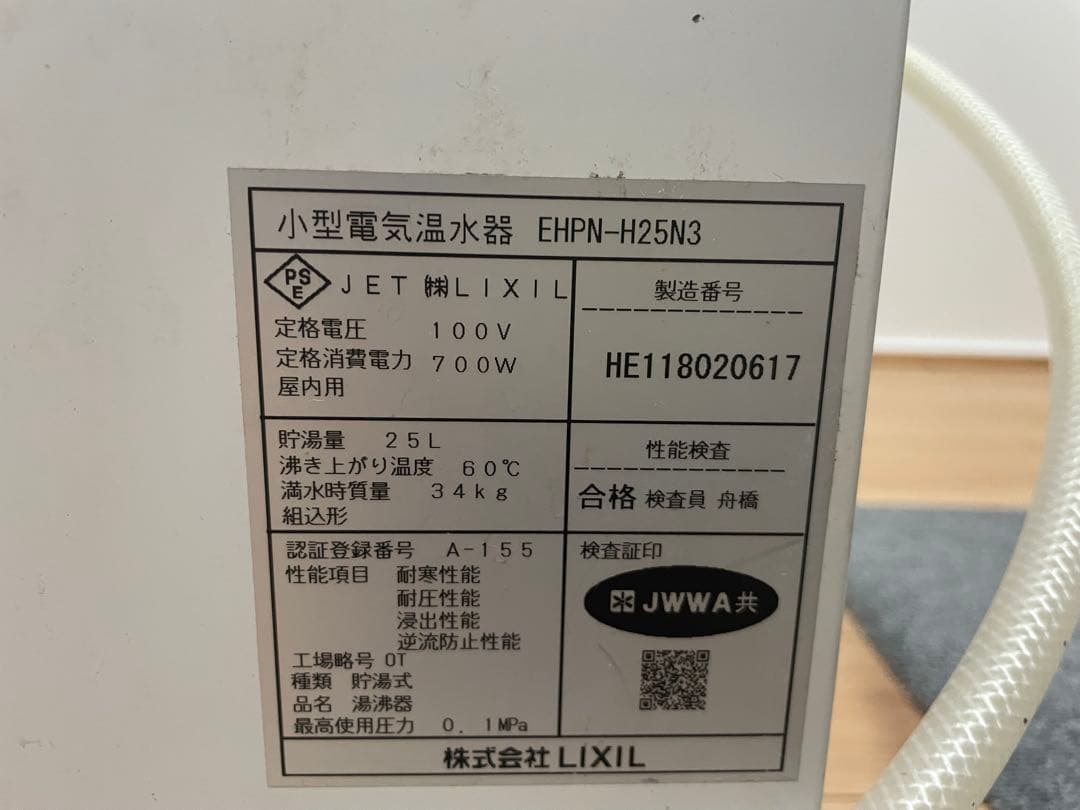 小型電気温水器 EHPN-H25N3
PSE JET ㈱LIXIL
定格電圧 100V
定格消費電力 700W
屋内用
製造番号
HE118020617
貯湯量 25L
沸き上がり温度 60℃
満水時質量 34kg
組込形
性能検査
合格 検査員 舟橋
認証登録番号 A-155
性能項目 耐寒性能
耐圧性能
浸出性能
逆流防止性能
工場略号 OT
種類 貯湯式
品名 湯沸器
最高使用圧力 0.1MPa
検査証印
JWWA共
株式会社LIXIL